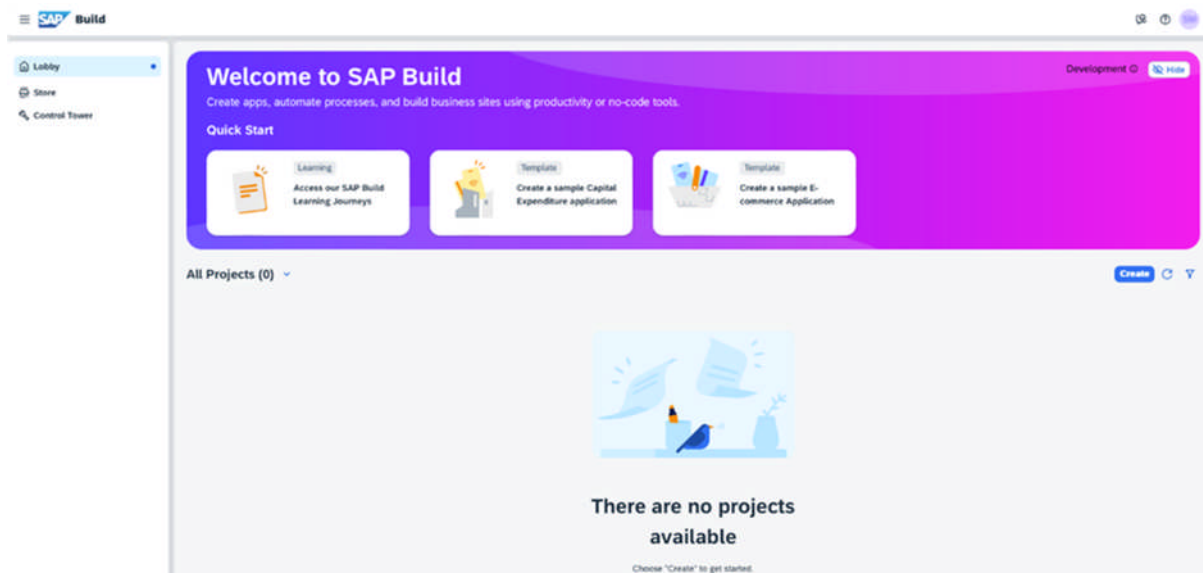 SAP Build
Lobby
Store
Control Tower
Welcome to SAP Build
Development
Hide
Create apps, automate processes, and build business sites using productivity or no-code tools.
Quick Start
Learning
Access our SAP Build
Learning Journeys
Template
Create a sample Capital
Expenditure application
Template
Create a sample E-
commerce Application
All Projects (0)
Create
There are no projects
available
Choose "Create" to get started.